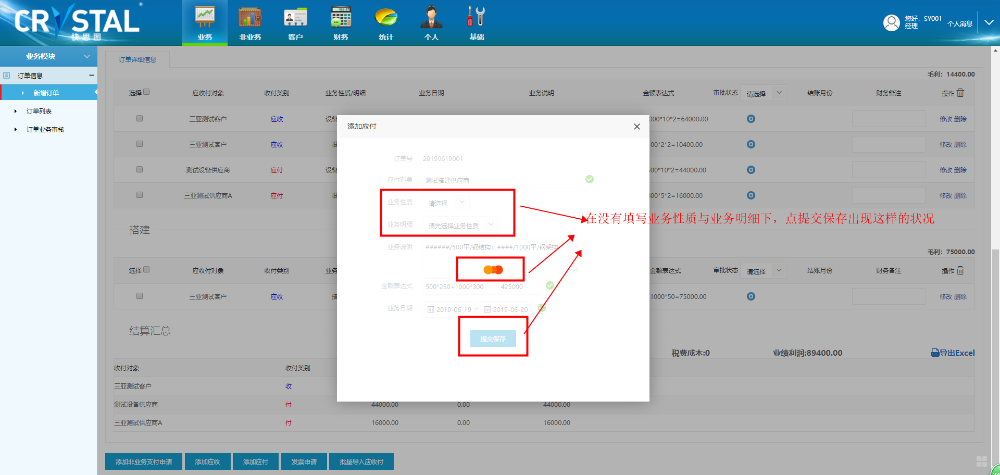 CRYSTAL ®
快思图
业务 非业务 客户 财务 统计 个人 基础
您好，SY001
经理
个人消息
业务模块
订单信息
新增订单
订单列表
订单业务审核
订单详细信息
毛利：14400.00
选择 应收付对象 收付类别 业务性质/明细 业务日期 业务说明 金额表达式 审批状态 请选择 结账月份 财务备注 操作
三亚测试客户 应收 设备 000*10*2=64000.00 修改 删除
三亚测试客户 应收 设 00*2*2=10400.00 修改 删除
测试设备供应商 应付 设备 500*10*2=44000.00 修改 删除
三亚测试供应商A 应付 设 300*5*2=16000.00 修改 删除
搭建
毛利：75000.00
选择 应收付对象 收付类别 业务 金额表达式 审批状态 请选择 结账月份 财务备注 操作
三亚测试客户 应收 搭 1000*50=75000.00 修改 删除
结算汇总
税费成本:0 业绩利润:89400.00 导出Excel
收付对象 收付类别
三亚测试客户 收
测试设备供应商 付 44000.00 0.00 44000.00
三亚测试供应商A 付 16000.00 0.00 16000.00
添加非业务支付申请 添加应收 添加应付 发票申请 批量导入应收付
添加应付
订单号 20190619001
应付对象 测试搭建供应商
业务性质 请选择
业务明细 请先选择业务性质
业务说明 ######/500平/钢结构；####/1000平/钢架构
金额表达式 500*250+1000*300 425000
业务日期 2019-06-19 - 2019-06-20
提交保存
在没有填写业务性质与业务明细下，点提交保存出现这样的状况